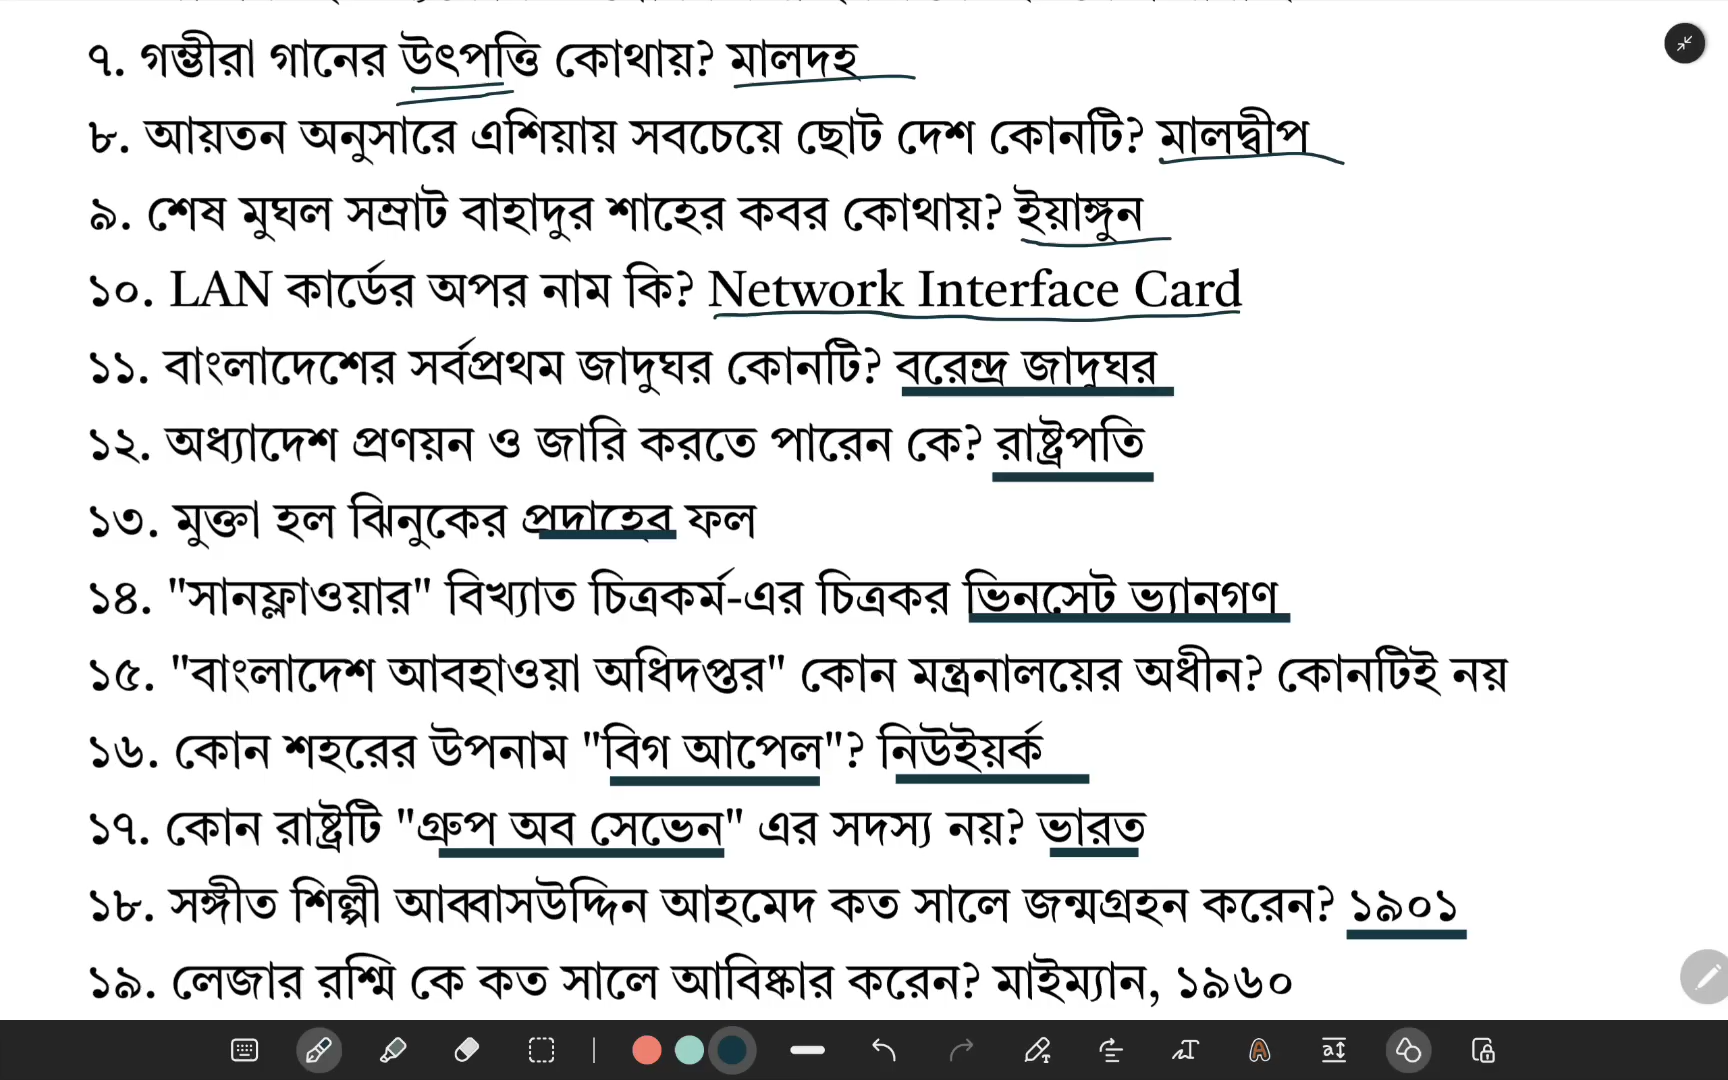 ৭. গম্ভীরা গানের উৎপত্তি কোথায়? মালদহ
৮. আয়তন অনুসারে এশিয়ায় সবচেয়ে ছোট দেশ কোনটি? মালদ্বীপ
৯. শেষ মুঘল সম্রাট বাহাদুর শাহের কবর কোথায়? ইয়াঙ্গুন
১০. LAN কার্ডের অপর নাম কি? Network Interface Card
১১. বাংলাদেশের সর্বপ্রথম জাদুঘর কোনটি? বরেন্দ্র জাদুঘর
১২. অধ্যাদেশ প্রণয়ন ও জারি করতে পারেন কে? রাষ্ট্রপতি
১৩. মুক্তা হল ঝিনুকের প্রদাহের ফল
১৪. "সানফ্লাওয়ার" বিখ্যাত চিত্রকর্ম-এর চিত্রকর ভিনসেট ভ্যানগণ
১৫. "বাংলাদেশ আবহাওয়া অধিদপ্তর" কোন মন্ত্রনালয়ের অধীন? কোনটিই নয়
১৬. কোন শহরের উপনাম "বিগ আপেল"? নিউইয়র্ক
১৭. কোন রাষ্ট্রটি "গ্রুপ অব সেভেন" এর সদস্য নয়? ভারত
১৮. সঙ্গীত শিল্পী আব্বাসউদ্দিন আহমেদ কত সালে জন্মগ্রহন করেন? ১৯০১
১৯. লেজার রশ্মি কে কত সালে আবিষ্কার করেন? মাইম্যান, ১৯৬০